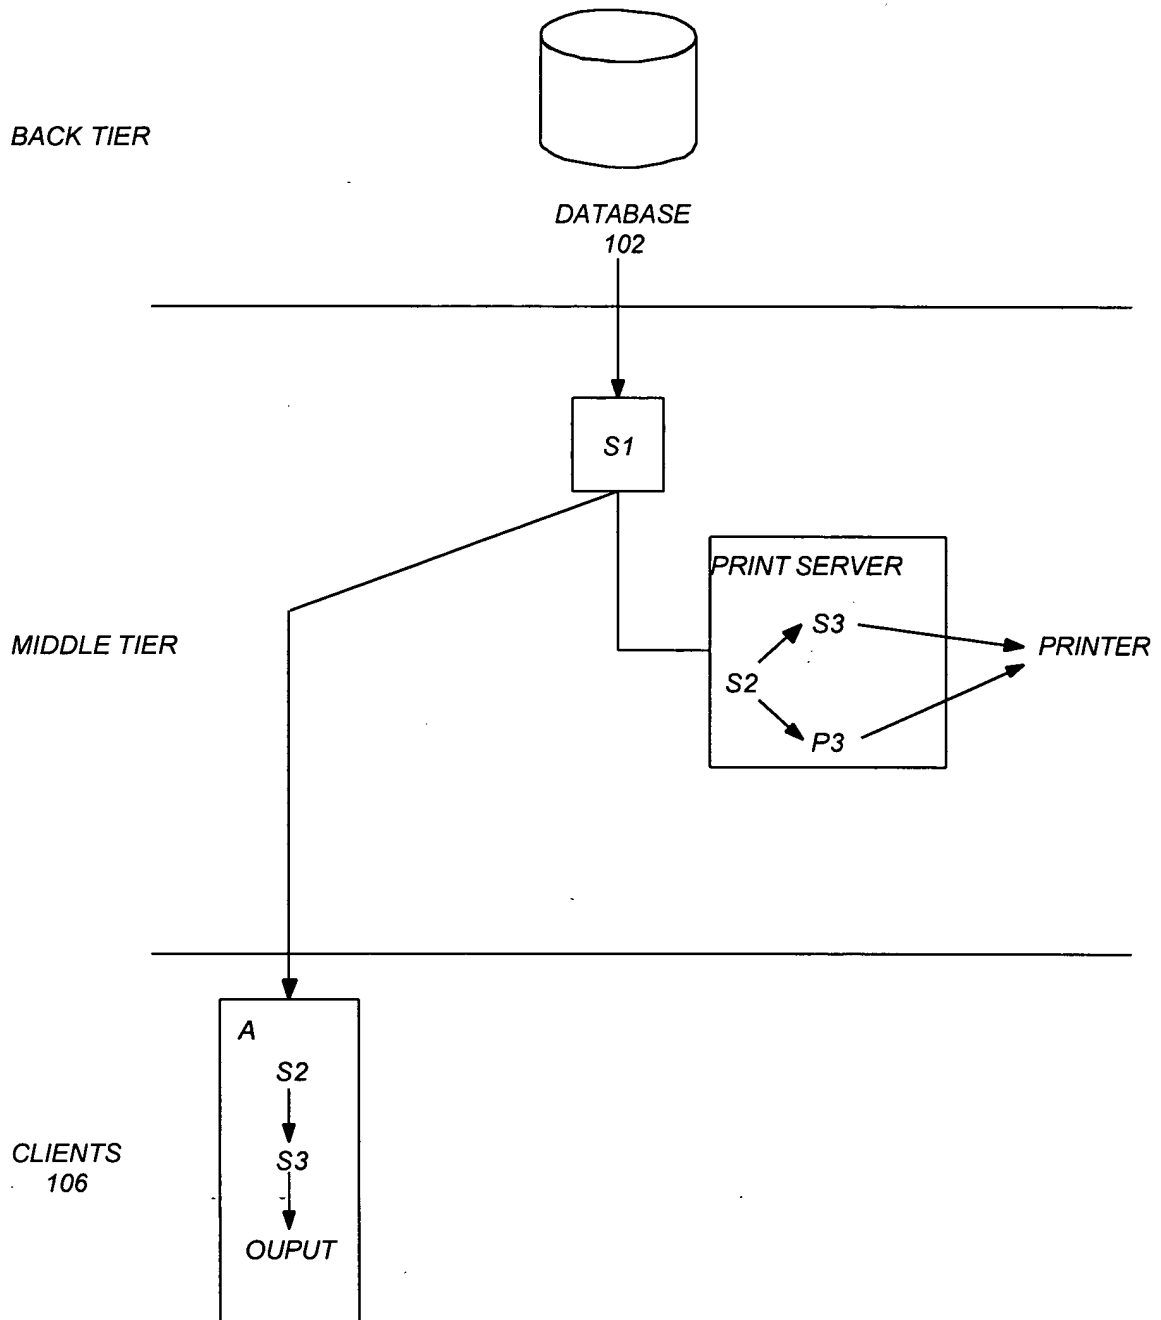 BACK TIER
DATABASE
102
S1
PRINT SERVER
S3
MIDDLE TIER
PRINTER
S2
P3
A
S2
CLIENTS
106
S3
OUPUT